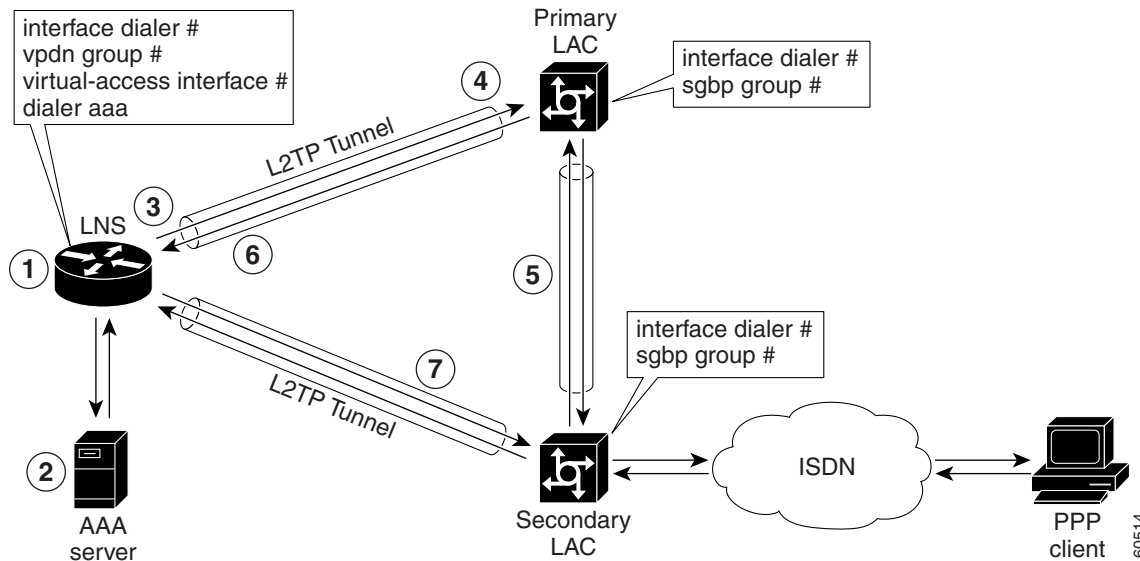 interface dialer #
vpdn group #
virtual-access interface #
dialer aaa
Primary
LAC
interface dialer #
sgbp group #
4
L2TP Tunnel
3
LNS
6
1
5
interface dialer #
sgbp group #
7
L2TP Tunnel
2
ISDN
AAA
server
Secondary
LAC
PPP
client
60514